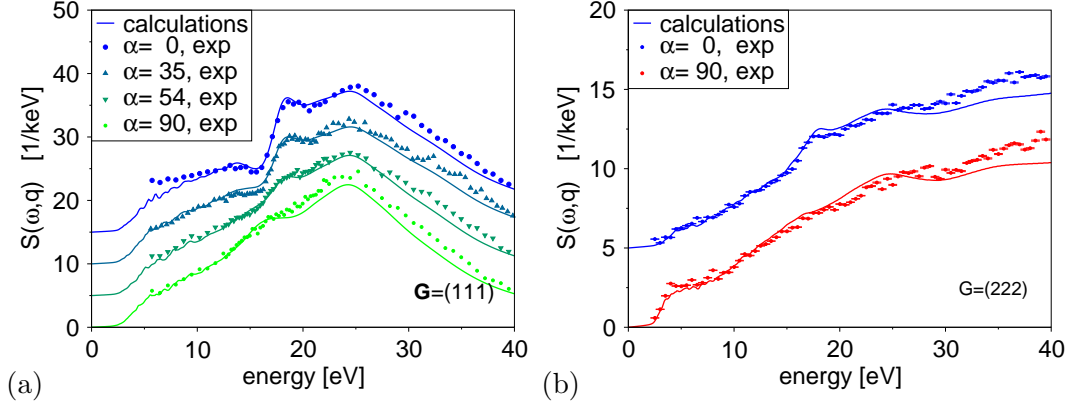 50
40
30
20
10
0
S(ω,q) [1/keV]
calculations
α= 0, exp
α= 35, exp
α= 54, exp
α= 90, exp
G=(111)
0 10 20 30 40
energy [eV]
(a)
20
15
10
5
0
S(ω,q) [1/keV]
calculations
α= 0, exp
α= 90, exp
G=(222)
0 10 20 30 40
energy [eV]
(b)